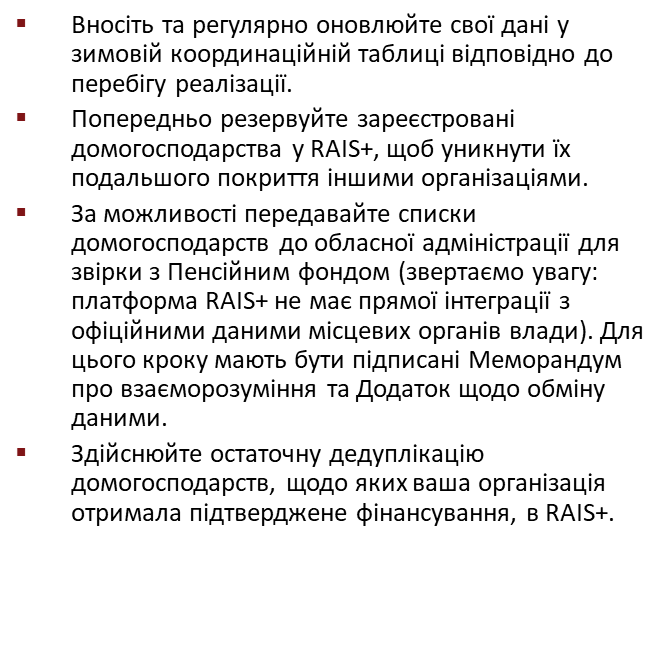 ▪ Вносіть та регулярно оновлюйте свої дані у
зимовій координаційній таблиці відповідно до
перебігу реалізації.
▪ Попередньо резервуйте зареєстровані
домогосподарства у RAIS+, щоб уникнути їх
подальшого покриття іншими організаціями.
▪ За можливості передавайте списки
домогосподарств до обласної адміністрації для
звірки з Пенсійним фондом (звертаємо увагу:
платформа RAIS+ не має прямої інтеграції з
офіційними даними місцевих органів влади). Для
цього кроку мають бути підписані Меморандум
про взаєморозуміння та Додаток щодо обміну
даними.
▪ Здійснюйте остаточну дедуплікацію
домогосподарств, щодо яких ваша організація
отримала підтверджене фінансування, в RAIS+.